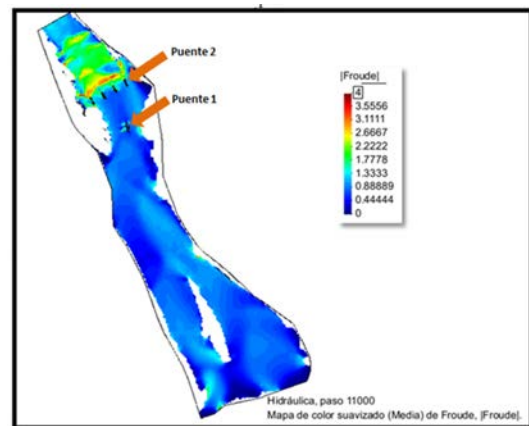 Puente 2
Puente 1
|Froude|
4
3.5556
3.1111
2.6667
2.2222
1.7778
1.3333
0.88889
0.44444
0
Hidráulica, paso 11000
Mapa de color suavizado (Media) de Froude, |Froude|.